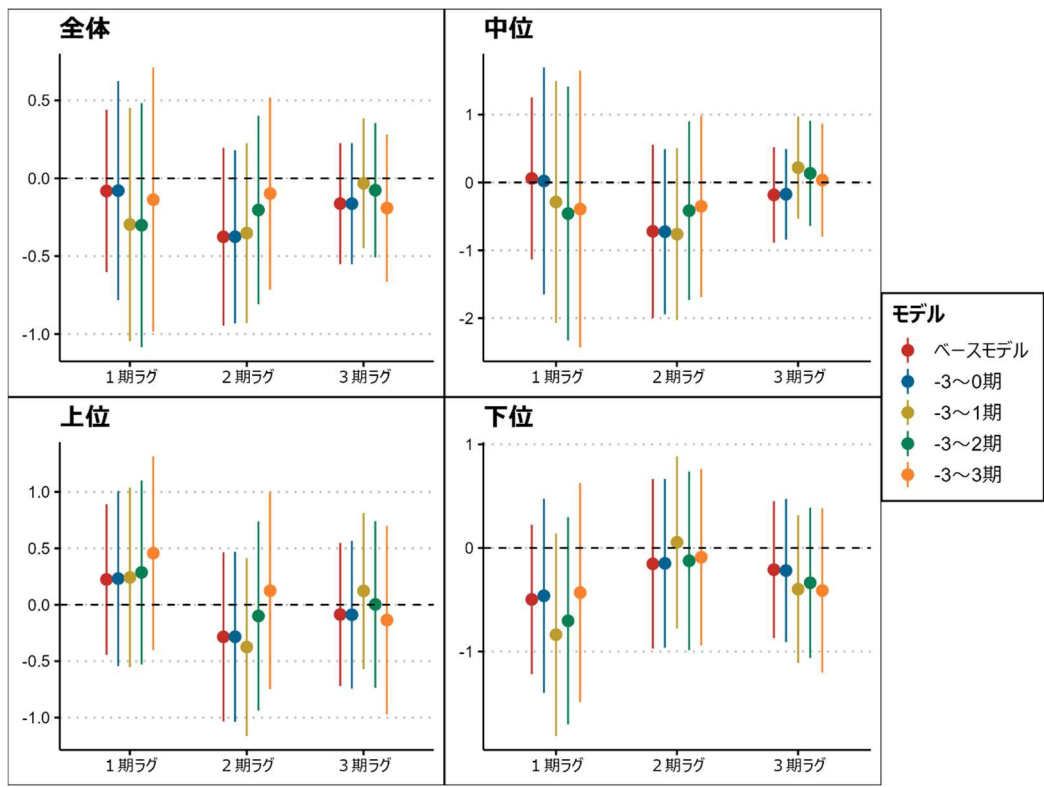 全体
0.5
0.0
-0.5
-1.0
1期ラグ
2期ラグ
3期ラグ
中位
1
0
-1
-2
1期ラグ
2期ラグ
3期ラグ
上位
1.0
0.5
0.0
-0.5
-1.0
1期ラグ
2期ラグ
3期ラグ
下位
1
0
-1
1期ラグ
2期ラグ
3期ラグ
モデル
ベースモデル
-3～0期
-3～1期
-3～2期
-3～3期